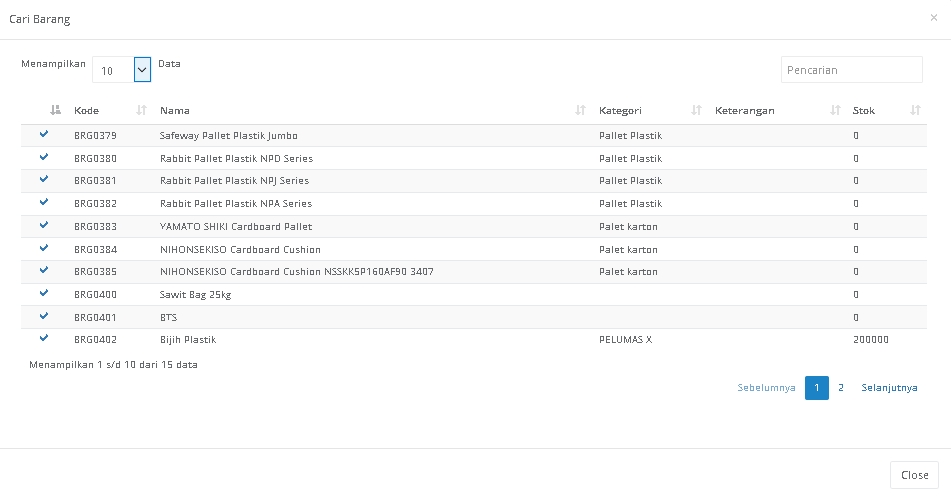 Cari Barang ×
Menampilkan 10 Data Pencarian
Kode Nama Kategori Keterangan Stok
BRG0379 Safeway Pallet Plastik Jumbo Pallet Plastik 0
BRG0380 Rabbit Pallet Plastik NPD Series Pallet Plastik 0
BRG0381 Rabbit Pallet Plastik NPJ Series Pallet Plastik 0
BRG0382 Rabbit Pallet Plastik NPA Series Pallet Plastik 0
BRG0383 YAMATO SHIKI Cardboard Pallet Palet karton 0
BRG0384 NIHONSEKISO Cardboard Cushion Palet karton 0
BRG0385 NIHONSEKISO Cardboard Cushion NSSKK5P160AF90 3407 Palet karton 0
BRG0400 Sawit Bag 25kg 0
BRG0401 BTS 0
BRG0402 Bijih Plastik PELUMAS X 200000
Menampilkan 1 s/d 10 dari 15 data
Sebelumnya 1 2 Selanjutnya
Close